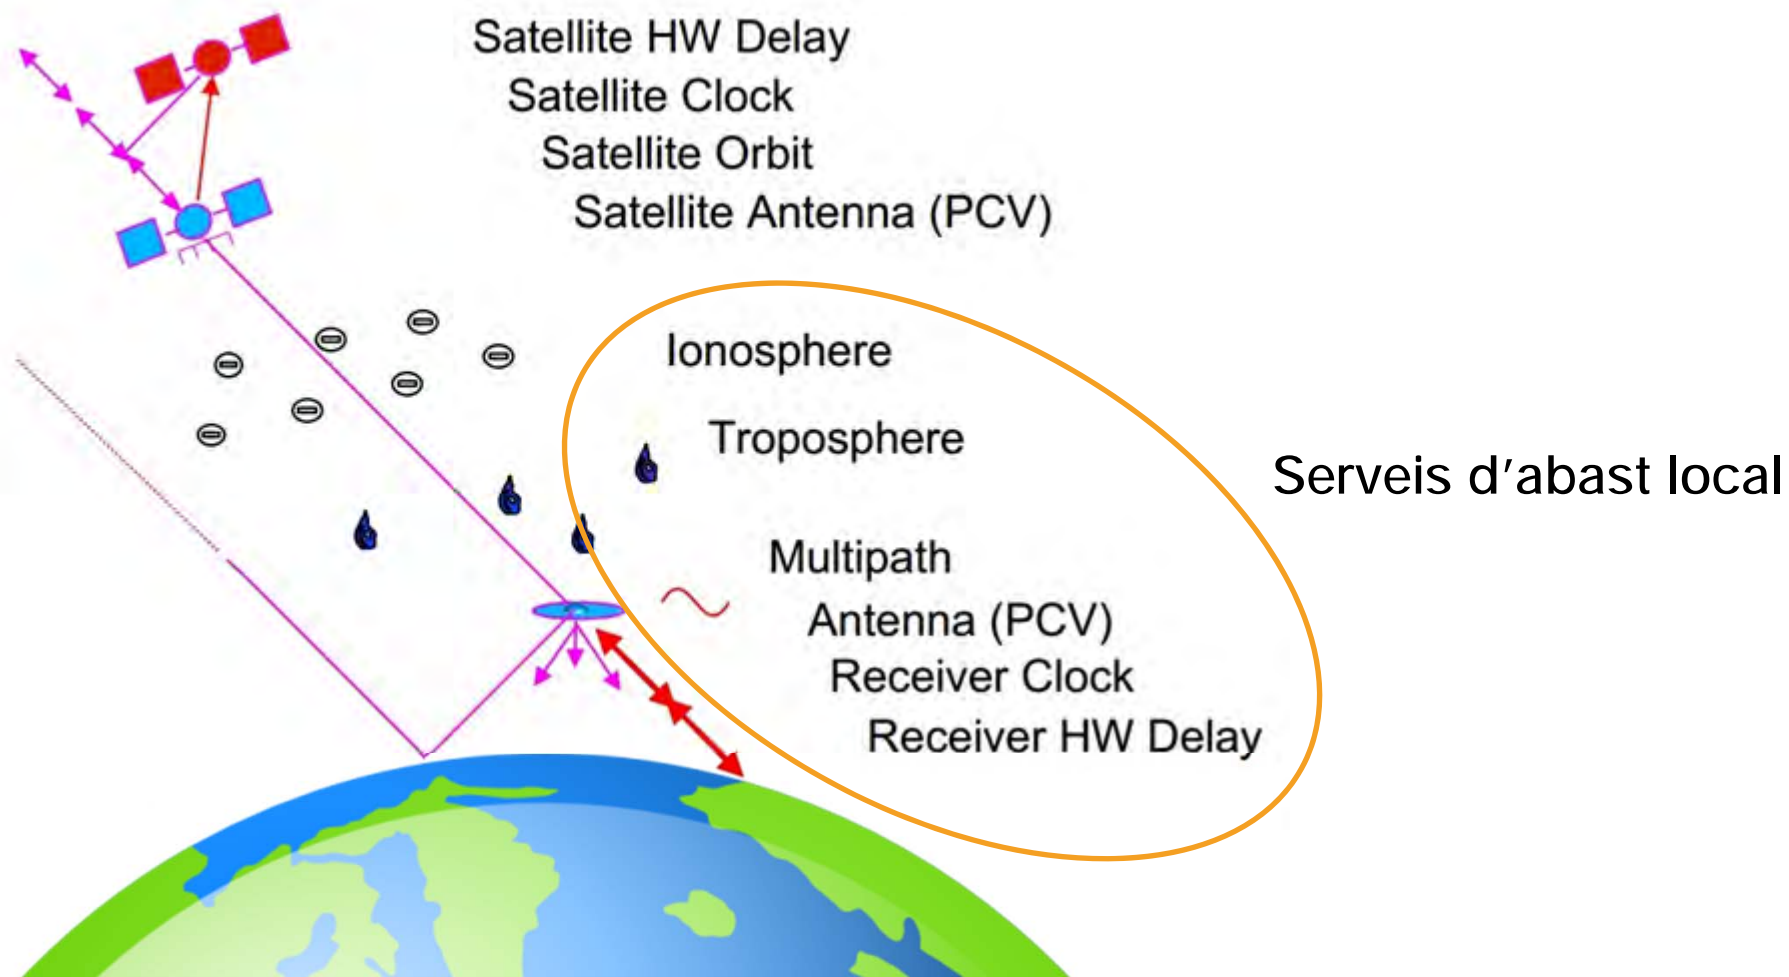 Satellite HW Delay
Satellite Clock
Satellite Orbit
Satellite Antenna (PCV)
Ionosphere
Troposphere
Serveis d’abast local
Multipath
Antenna (PCV)
Receiver Clock
Receiver HW Delay